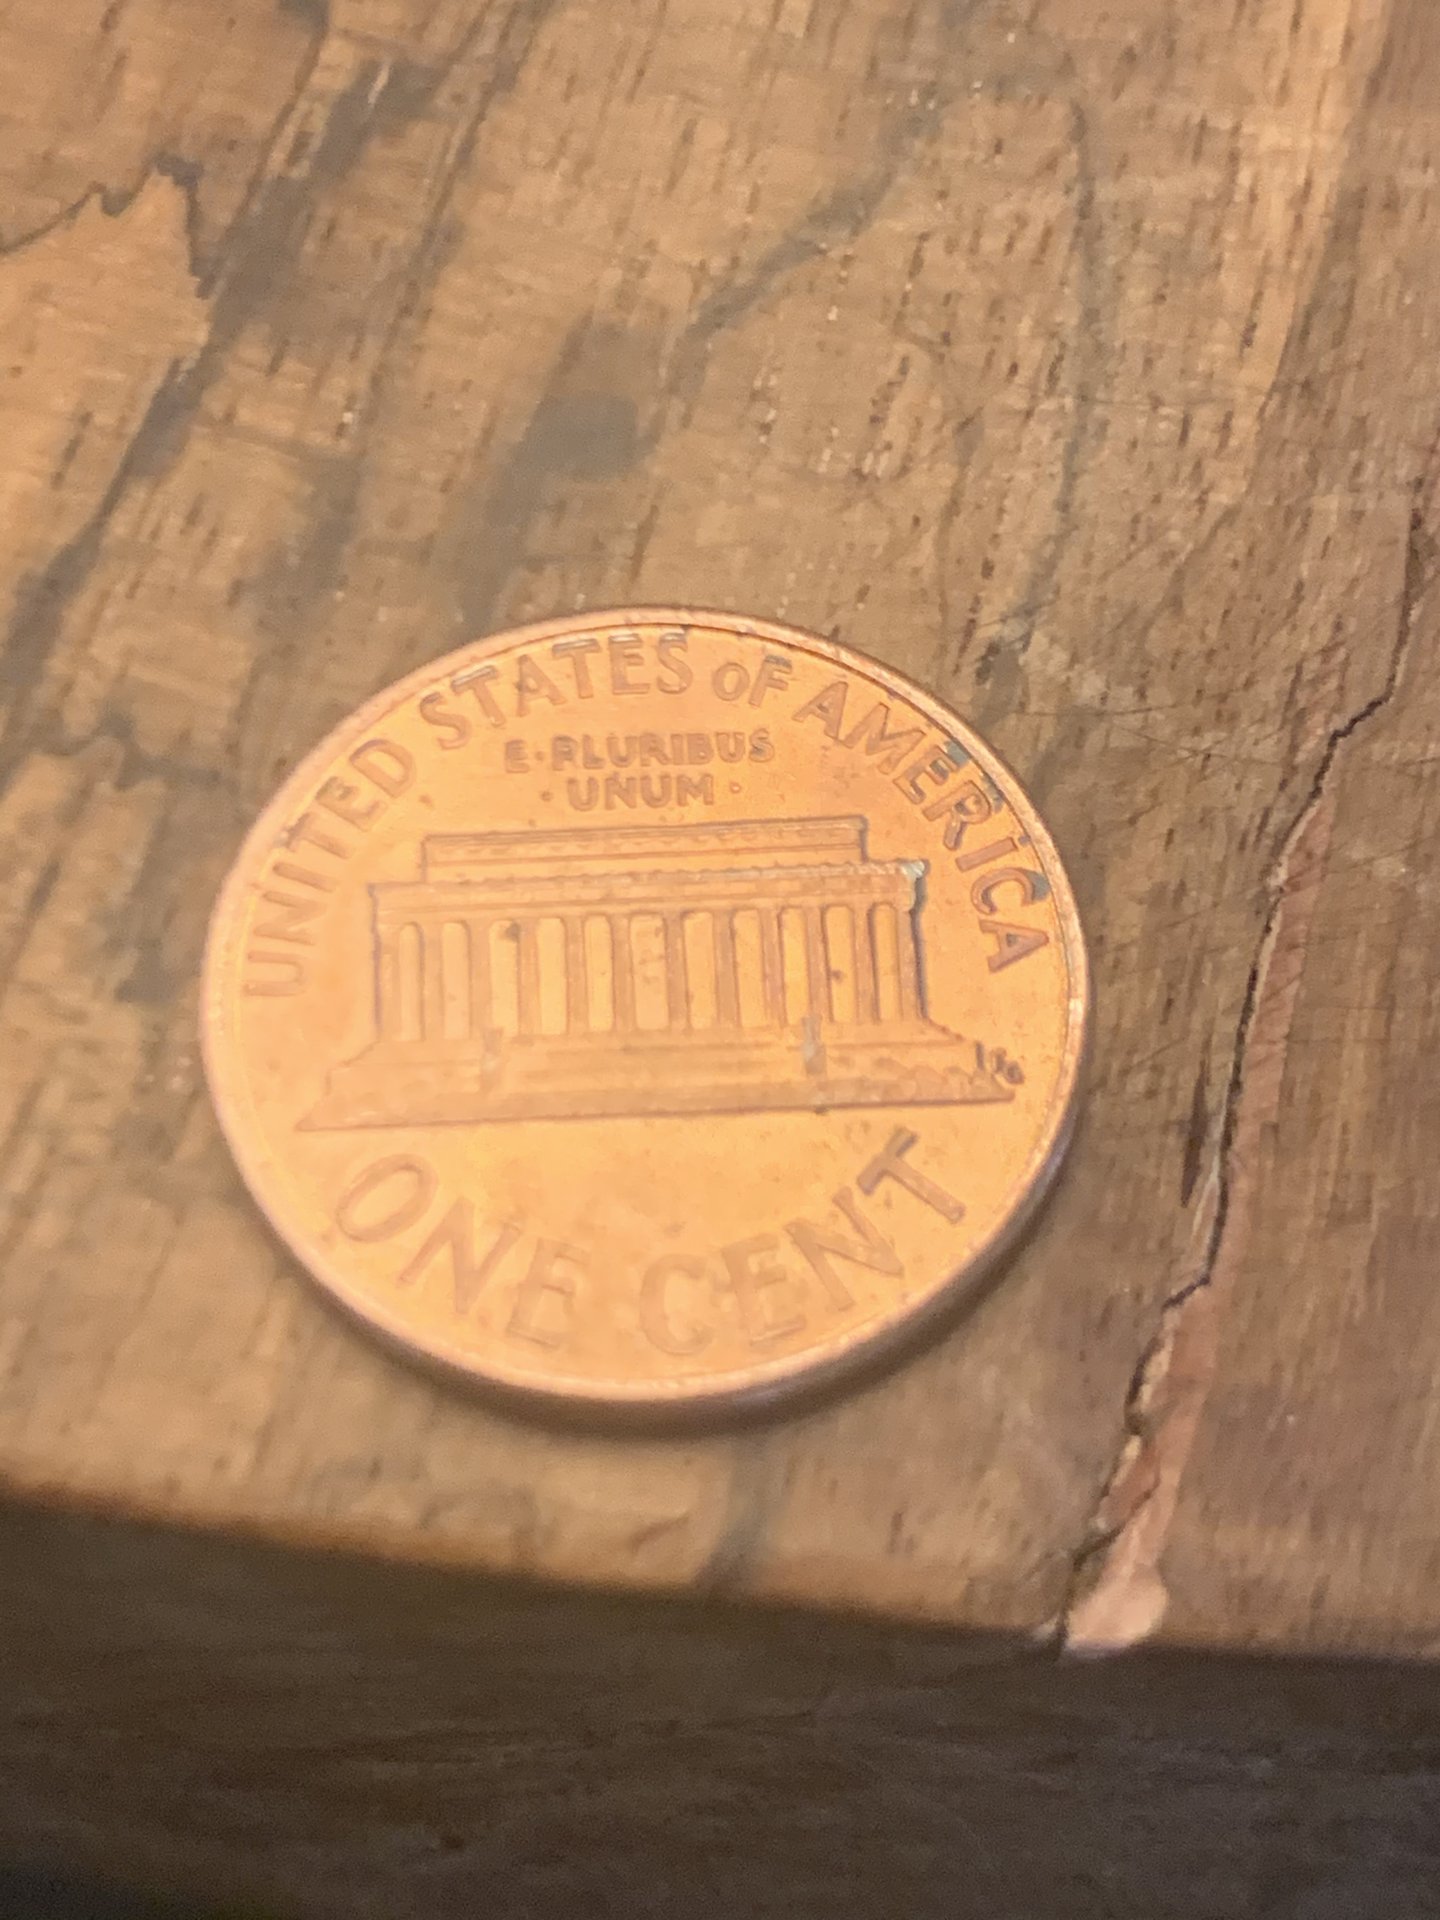 UNITED STATES OF AMERICA
E·PLURIBUS
·UNUM·
ONE CENT